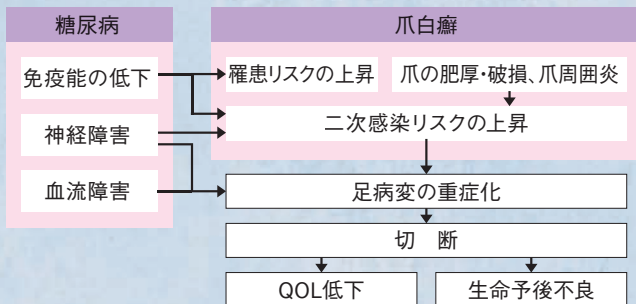 糖尿病
爪白癬
免疫能の低下
罹患リスクの上昇
爪の肥厚・破損、爪周囲炎
神経障害
二次感染リスクの上昇
血流障害
足病変の重症化
切　断
QOL低下
生命予後不良